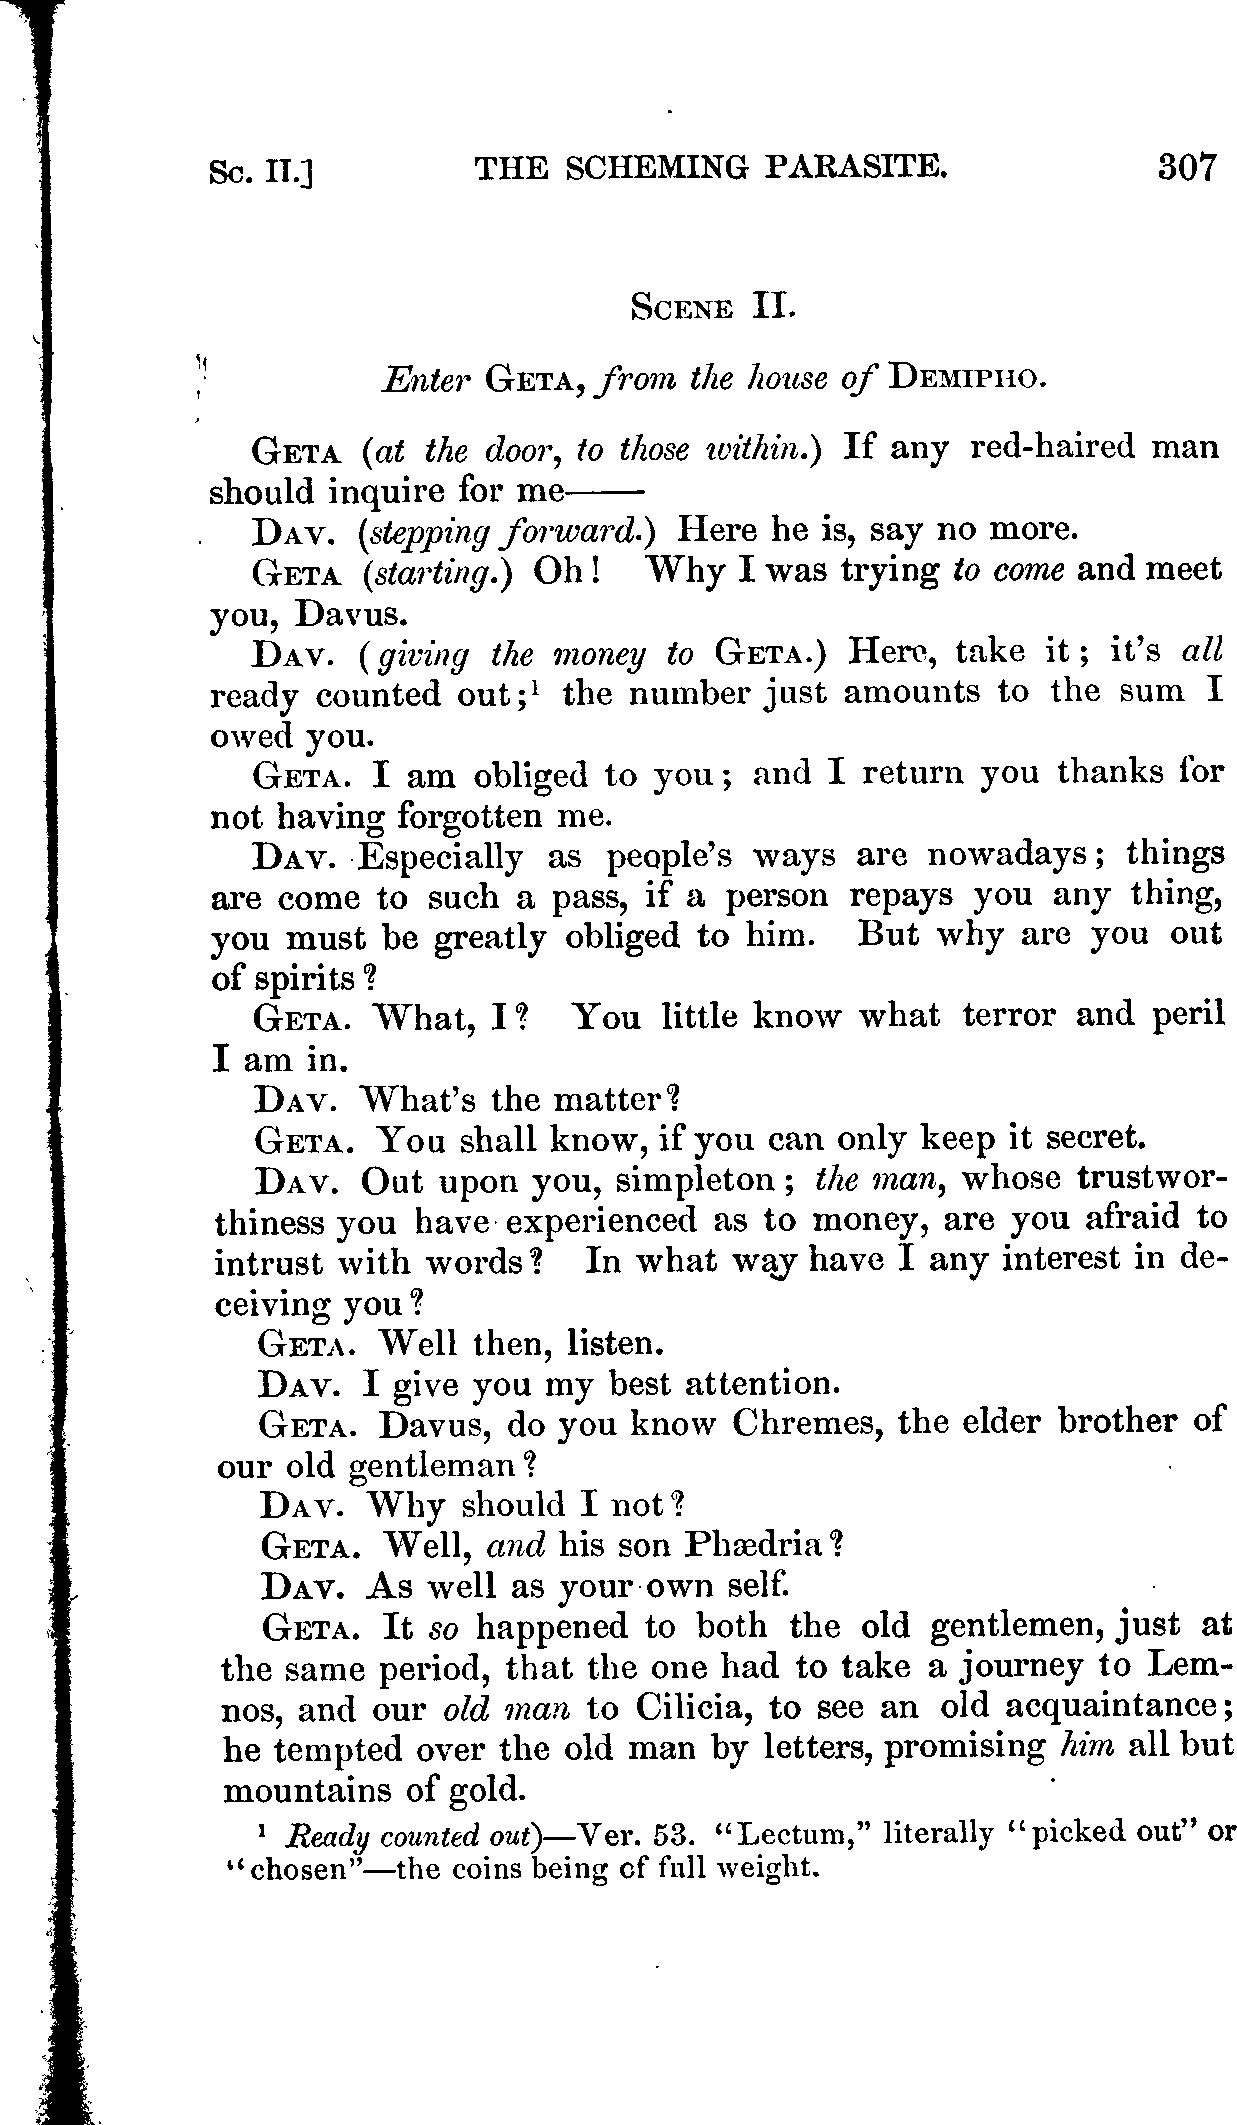 Sc. II.] THE SCHEMING PARASITE. 307
SCENE II.
Enter GETA, from the house of DEMIPHO.
GETA (at the door, to those within.) If any red-haired man
should inquire for me——
DAV. (stepping forward.) Here he is, say no more.
GETA (starting.) Oh! Why I was trying to come and meet
you, Davus.
DAV. (giving the money to GETA.) Here, take it; it's all
ready counted out;¹ the number just amounts to the sum I
owed you.
GETA. I am obliged to you; and I return you thanks for
not having forgotten me.
DAV. Especially as people's ways are nowadays; things
are come to such a pass, if a person repays you any thing,
you must be greatly obliged to him. But why are you out
of spirits?
GETA. What, I? You little know what terror and peril
I am in.
DAV. What's the matter?
GETA. You shall know, if you can only keep it secret.
DAV. Out upon you, simpleton; the man, whose trustwor-
thiness you have experienced as to money, are you afraid to
intrust with words? In what way have I any interest in de-
ceiving you?
GETA. Well then, listen.
DAV. I give you my best attention.
GETA. Davus, do you know Chremes, the elder brother of
our old gentleman?
DAV. Why should I not?
GETA. Well, and his son Phædria?
DAV. As well as your own self.
GETA. It so happened to both the old gentlemen, just at
the same period, that the one had to take a journey to Lem-
nos, and our old man to Cilicia, to see an old acquaintance;
he tempted over the old man by letters, promising him all but
mountains of gold.
¹ Ready counted out)—Ver. 53. "Lectum," literally "picked out" or
"chosen"—the coins being of full weight.